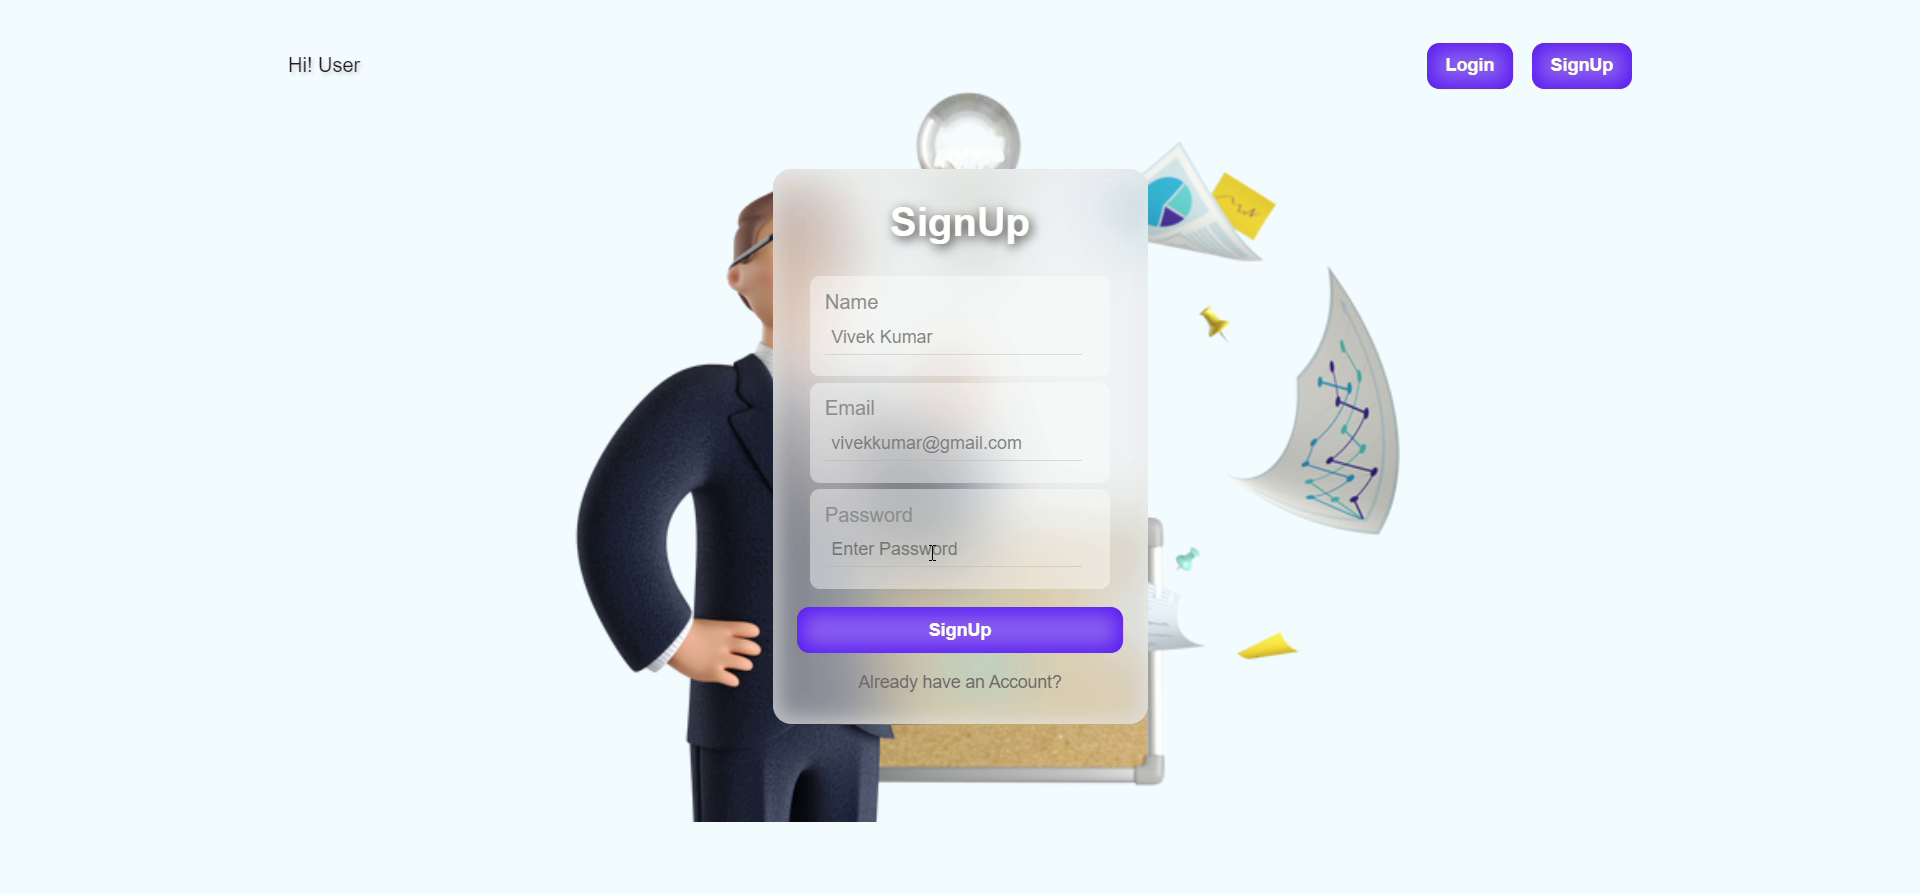 Hi! User
Login
SignUp
SignUp
Name
Vivek Kumar
Email
vivekkumar@gmail.com
Password
Enter Password
SignUp
Already have an Account?